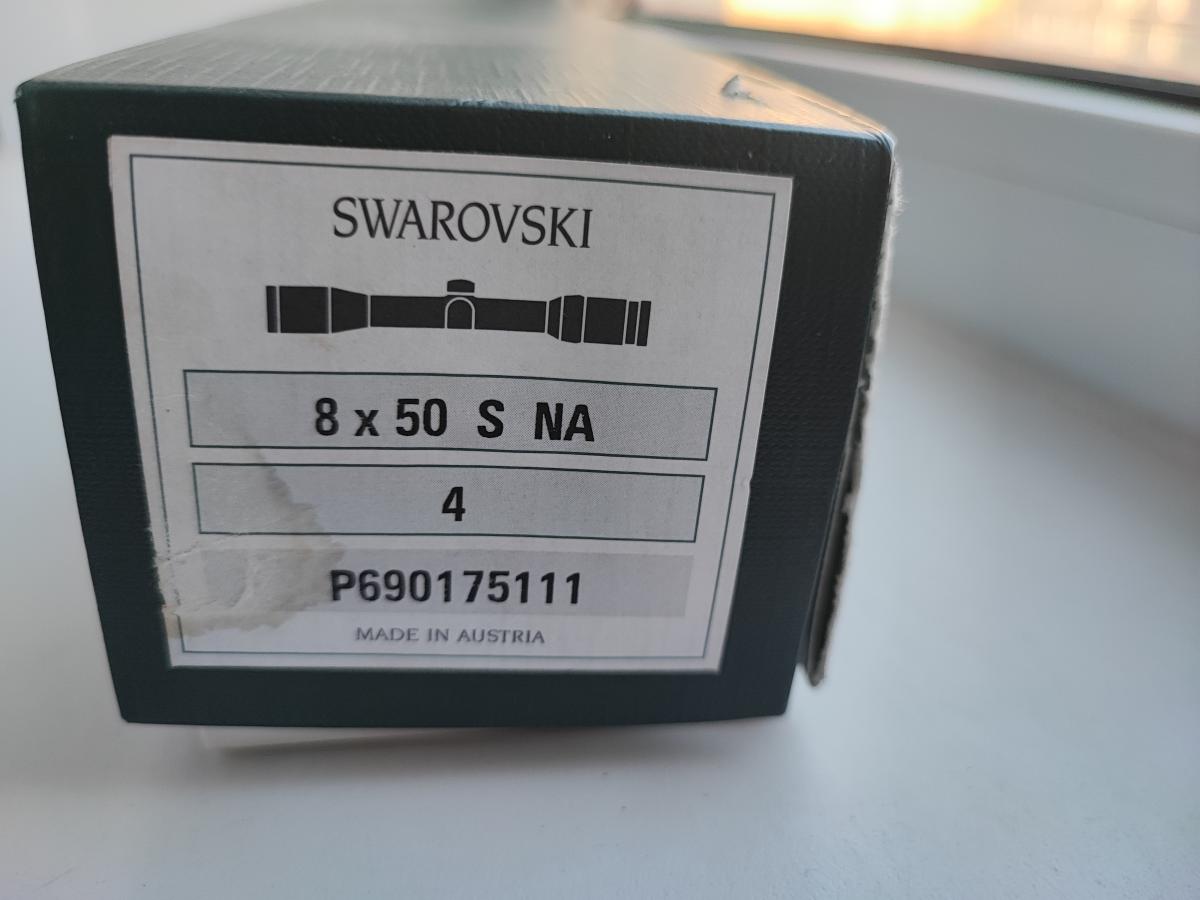 SWAROVSKI
8 x 50 S NA
4
P690175111
MADE IN AUSTRIA